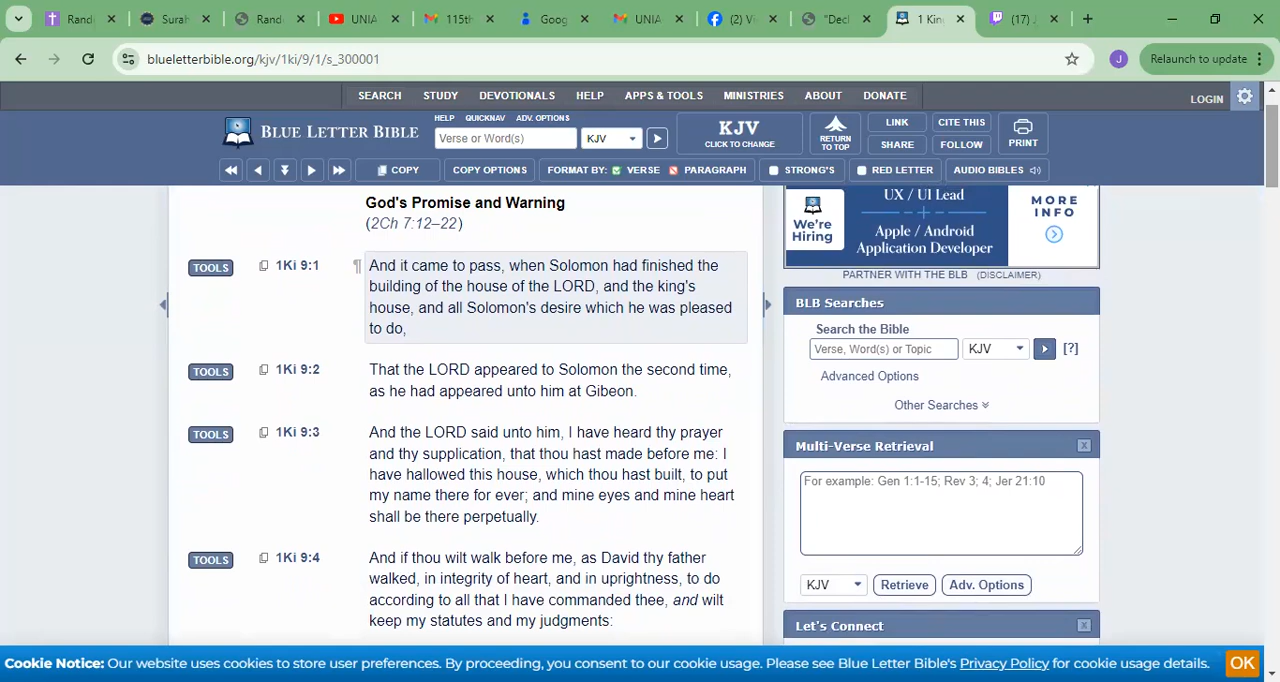 Rand
Surah
Rand
UNIA
115th
Goog
UNIA
(2) V
"Decl
1 Kin
(17)
blueletterbible.org/kjv/1ki/9/1/s_300001
J
Relaunch to update
SEARCH STUDY DEVOTIONALS HELP APPS & TOOLS MINISTRIES ABOUT DONATE
LOGIN
BLUE LETTER BIBLE
HELP QUICKNAV ADV. OPTIONS
Verse or Word(s)
KJV
KJV
CLICK TO CHANGE
RETURN
TO TOP
LINK
CITE THIS
SHARE
FOLLOW
PRINT
COPY
COPY OPTIONS
FORMAT BY: VERSE PARAGRAPH
STRONG'S
RED LETTER
AUDIO BIBLES
God's Promise and Warning
(2Ch 7:12–22)
TOOLS
1Ki 9:1
¶ And it came to pass, when Solomon had finished the
building of the house of the LORD, and the king's
house, and all Solomon's desire which he was pleased
to do,
TOOLS
1Ki 9:2
That the LORD appeared to Solomon the second time,
as he had appeared unto him at Gibeon.
TOOLS
1Ki 9:3
And the LORD said unto him, I have heard thy prayer
and thy supplication, that thou hast made before me: I
have hallowed this house, which thou hast built, to put
my name there for ever; and mine eyes and mine heart
shall be there perpetually.
TOOLS
1Ki 9:4
And if thou wilt walk before me, as David thy father
walked, in integrity of heart, and in uprightness, to do
according to all that I have commanded thee, and wilt
keep my statutes and my judgments:
We're
Hiring
UX / UI Lead
Apple / Android
Application Developer
MORE
INFO
PARTNER WITH THE BLB (DISCLAIMER)
BLB Searches
Search the Bible
Verse, Word(s) or Topic
KJV
[?]
Advanced Options
Other Searches
Multi-Verse Retrieval
X
For example: Gen 1:1-15; Rev 3; 4; Jer 21:10
KJV
Retrieve
Adv. Options
Let's Connect
X
Cookie Notice: Our website uses cookies to store user preferences. By proceeding, you consent to our cookie usage. Please see Blue Letter Bible's Privacy Policy for cookie usage details.
OK